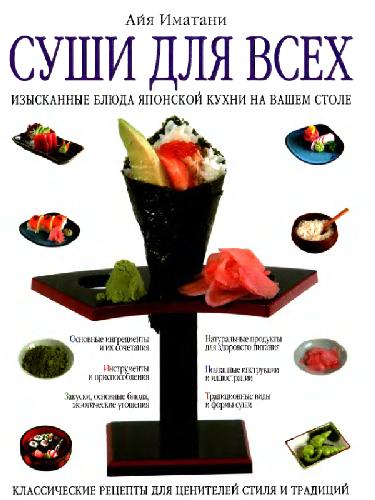 Айя Иматани
СУШИ ДЛЯ ВСЕХ
ИЗЫСКАННЫЕ БЛЮДА ЯПОНСКОЙ КУХНИ НА ВАШЕМ СТОЛЕ
Основные ингредиенты
и их сочетания
Инструменты
и приспособления
Закуски, основные блюда,
экзотические угощения
Натуральные продукты
для здорового питания
Пошаговые инструкции
и иллюстрации
Традиционные виды
и формы суши
КЛАССИЧЕСКИЕ РЕЦЕПТЫ ДЛЯ ЦЕНИТЕЛЕЙ СТИЛЯ И ТРАДИЦИЙ